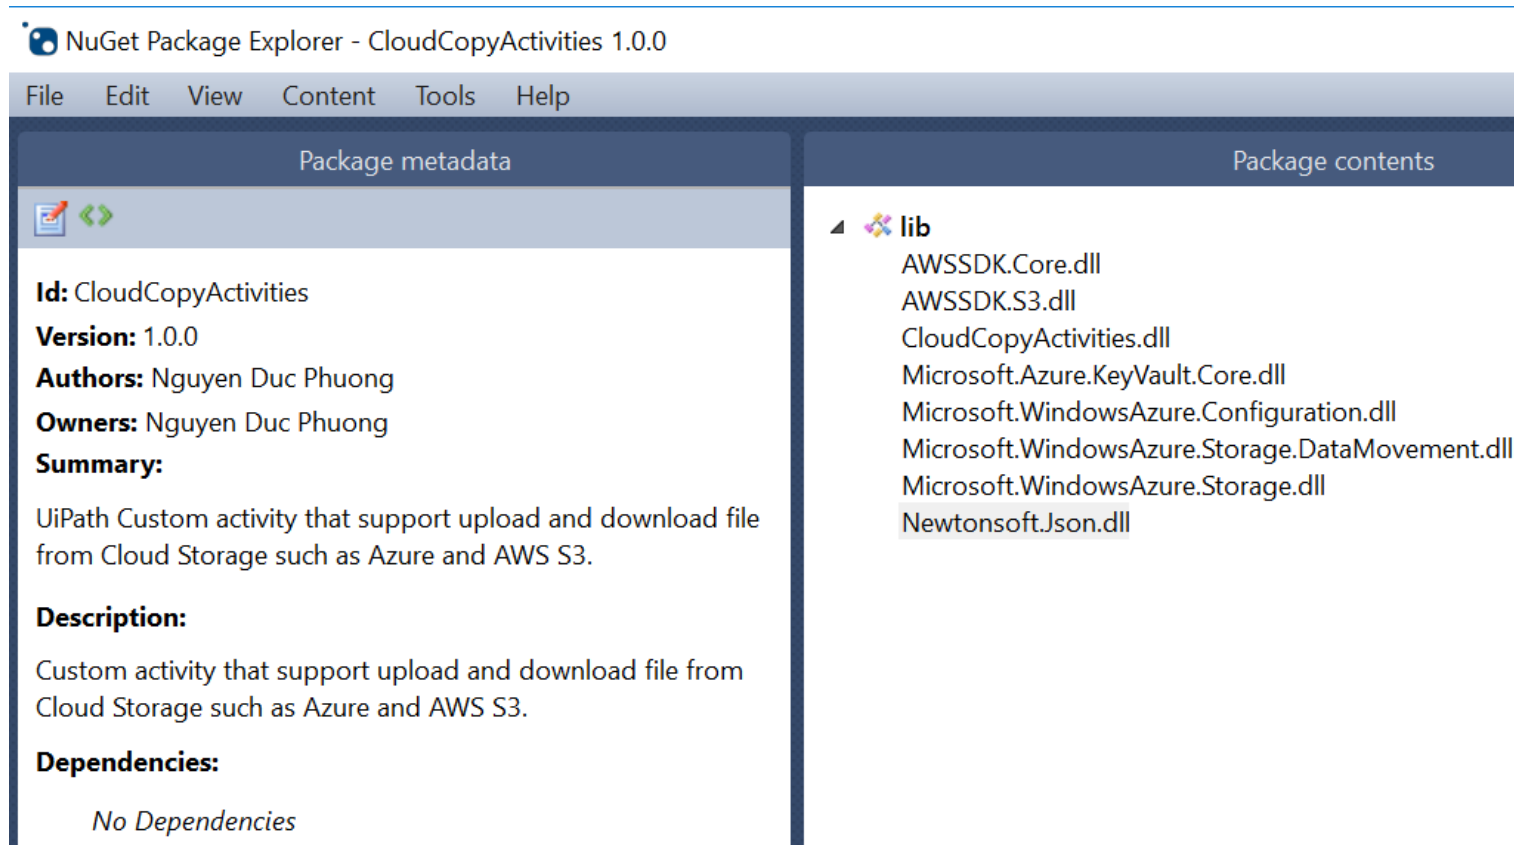 NuGet Package Explorer - CloudCopyActivities 1.0.0
File Edit View Content Tools Help
Package metadata
Id: CloudCopyActivities
Version: 1.0.0
Authors: Nguyen Duc Phuong
Owners: Nguyen Duc Phuong
Summary:
UiPath Custom activity that support upload and download file
from Cloud Storage such as Azure and AWS S3.
Description:
Custom activity that support upload and download file from
Cloud Storage such as Azure and AWS S3.
Dependencies:
No Dependencies
Package contents
lib
AWSSDK.Core.dll
AWSSDK.S3.dll
CloudCopyActivities.dll
Microsoft.Azure.KeyVault.Core.dll
Microsoft.WindowsAzure.Configuration.dll
Microsoft.WindowsAzure.Storage.DataMovement.dll
Microsoft.WindowsAzure.Storage.dll
Newtonsoft.Json.dll